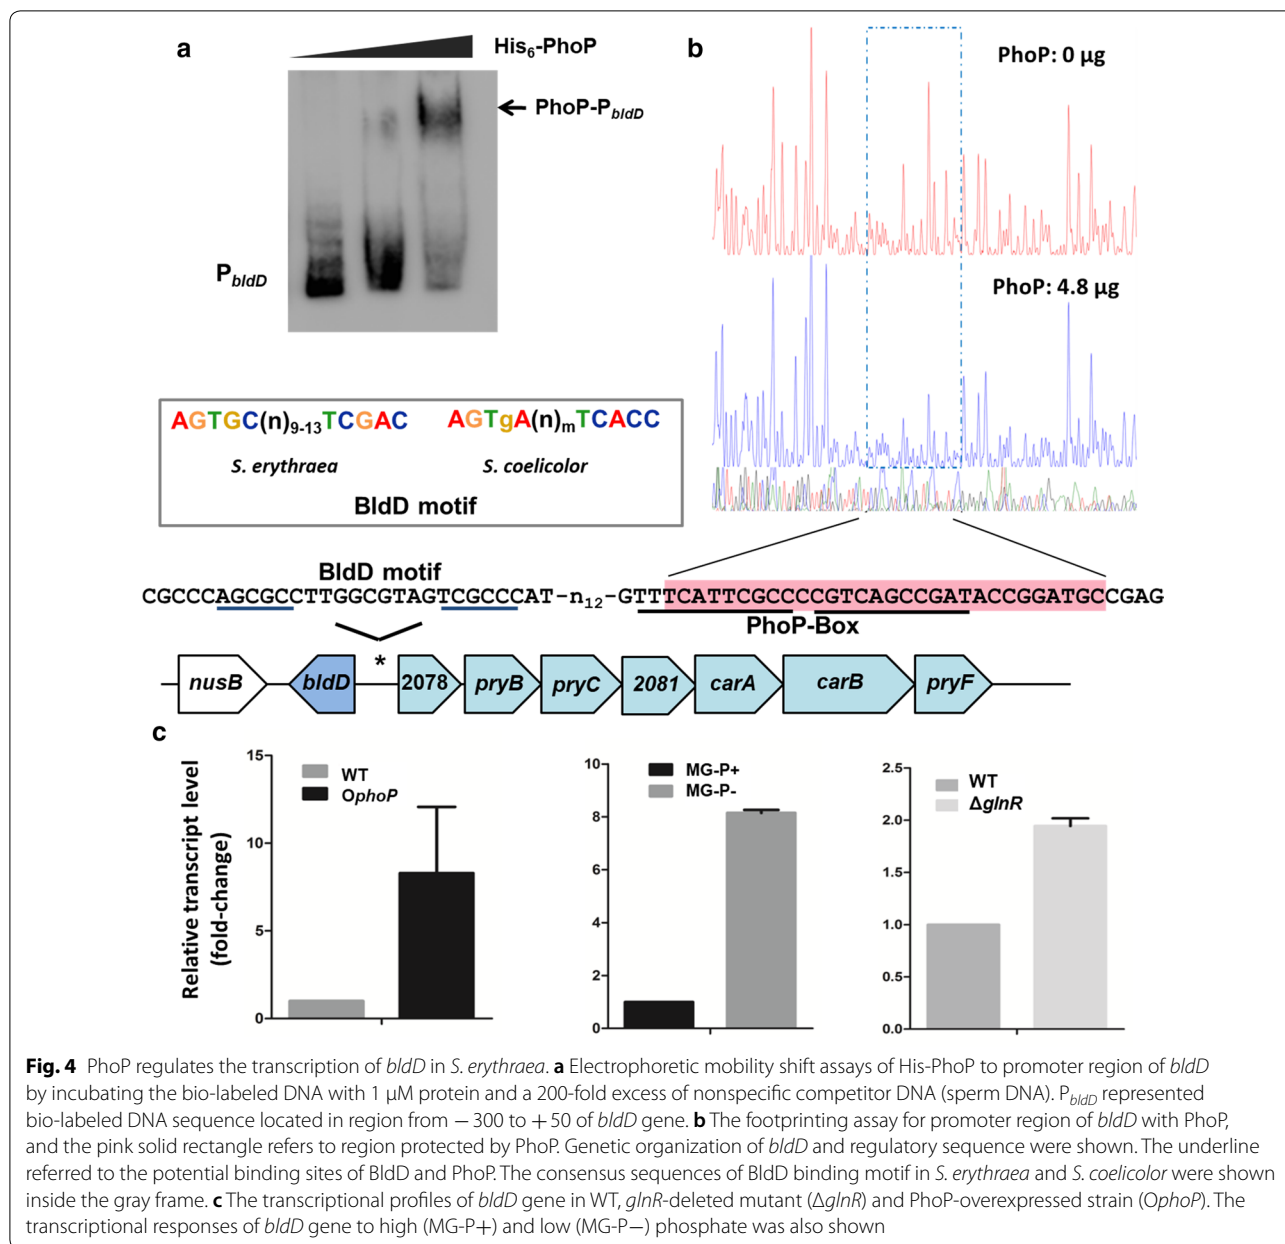 a
His6-PhoP
PhoP-PbldD
PbldD
b
PhoP: 0 µg
PhoP: 4.8 µg
AGTGC(n)9-13TCGAC
AGTgA(n)mTCACC
S. erythraea
S. coelicolor
BldD motif
BldD motif
CGCCCAGCGCCTTGGCGTAGTCGCCCAT-n12-GTTTCATTCGCCCCGTCAGCCGATACCGGATGCCGAG
PhoP-Box
*
nusB
bldD
2078
pryB
pryC
2081
carA
carB
pryF
c
Relative transcript level
(fold-change)
15
10
5
0
WT
OphoP
10
8
6
4
2
0
MG-P+
MG-P-
2.5
2.0
1.5
1.0
0.5
0.0
WT
ΔglnR
Fig. 4 PhoP regulates the transcription of bldD in S. erythraea. a Electrophoretic mobility shift assays of His-PhoP to promoter region of bldD
by incubating the bio-labeled DNA with 1 µM protein and a 200-fold excess of nonspecific competitor DNA (sperm DNA). PbldD represented
bio-labeled DNA sequence located in region from − 300 to + 50 of bldD gene. b The footprinting assay for promoter region of bldD with PhoP,
and the pink solid rectangle refers to region protected by PhoP. Genetic organization of bldD and regulatory sequence were shown. The underline
referred to the potential binding sites of BldD and PhoP. The consensus sequences of BldD binding motif in S. erythraea and S. coelicolor were shown
inside the gray frame. c The transcriptional profiles of bldD gene in WT, glnR-deleted mutant (ΔglnR) and PhoP-overexpressed strain (OphoP). The
transcriptional responses of bldD gene to high (MG-P+) and low (MG-P−) phosphate was also shown